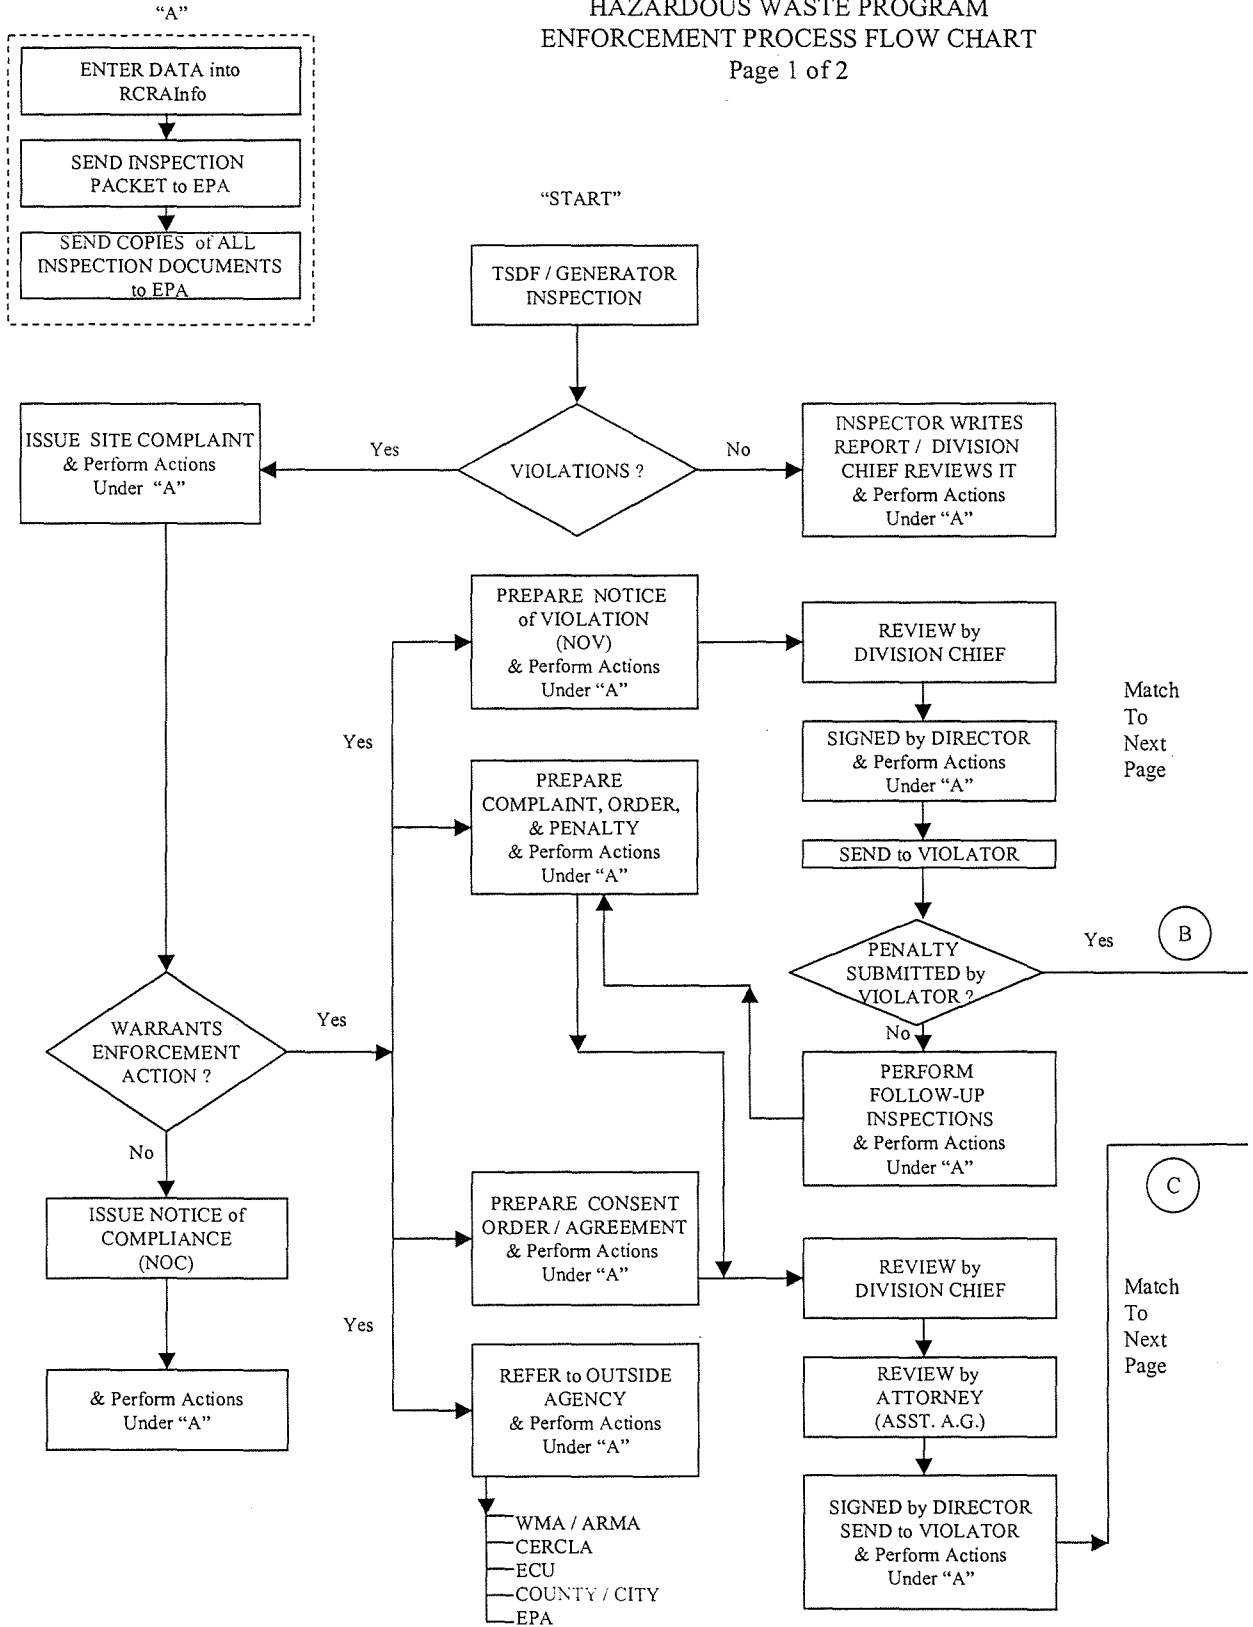 "A"
HAZARDOUS WASTE PROGRAM
ENFORCEMENT PROCESS FLOW CHART
Page 1 of 2
ENTER DATA into
RCRAInfo
SEND INSPECTION
PACKET to EPA
SEND COPIES of ALL
INSPECTION DOCUMENTS
to EPA
"START"
TSDF / GENERATOR
INSPECTION
VIOLATIONS ?
Yes
No
ISSUE SITE COMPLAINT
& Perform Actions
Under "A"
INSPECTOR WRITES
REPORT / DIVISION
CHIEF REVIEWS IT
& Perform Actions
Under "A"
PREPARE NOTICE
of VIOLATION
(NOV)
& Perform Actions
Under "A"
REVIEW by
DIVISION CHIEF
Match
To
Next
Page
Yes
SIGNED by DIRECTOR
& Perform Actions
Under "A"
PREPARE
COMPLAINT, ORDER,
& PENALTY
& Perform Actions
Under "A"
SEND to VIOLATOR
PENALTY
SUBMITTED by
VIOLATOR ?
Yes
B
No
WARRANTS
ENFORCEMENT
ACTION ?
Yes
No
PERFORM
FOLLOW-UP
INSPECTIONS
& Perform Actions
Under "A"
C
ISSUE NOTICE of
COMPLIANCE
(NOC)
PREPARE CONSENT
ORDER / AGREEMENT
& Perform Actions
Under "A"
REVIEW by
DIVISION CHIEF
Match
To
Next
Page
Yes
& Perform Actions
Under "A"
REFER to OUTSIDE
AGENCY
& Perform Actions
Under "A"
REVIEW by
ATTORNEY
(ASST. A.G.)
SIGNED by DIRECTOR
SEND to VIOLATOR
& Perform Actions
Under "A"
WMA / ARMA
CERCLA
ECU
COUNTY / CITY
EPA